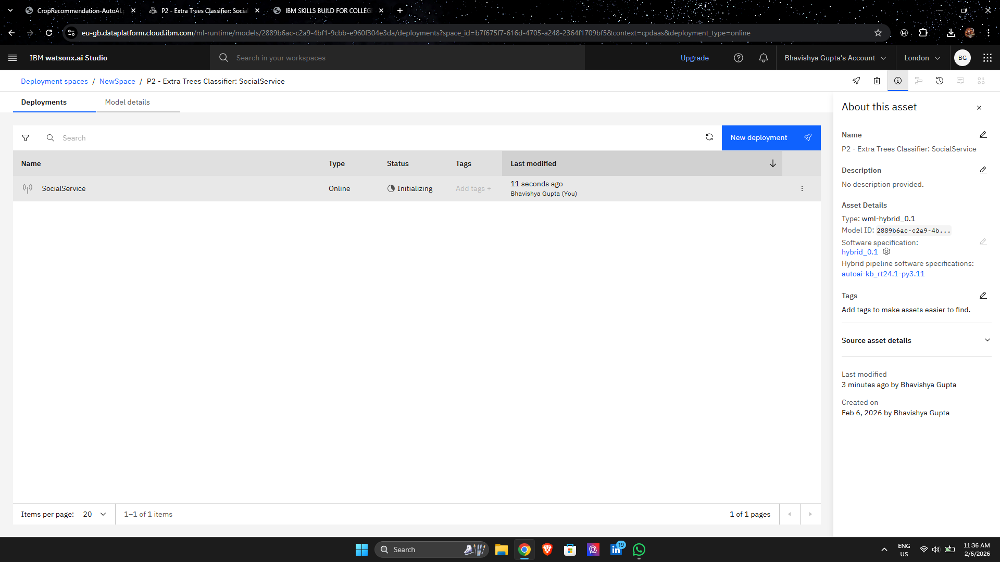 CropRecommendation-AutoAI.
P2 - Extra Trees Classifier: Social
IBM SKILLS BUILD FOR COLLEG
eu-gb.dataplatform.cloud.ibm.com/ml-runtime/models/2889b6ac-c2a9-4bf1-9cbb-e960f304e3da/deployments?space_id=b7f675f7-616d-4705-a248-2364f1709bf5&context=cpdaas&deployment_type=online
IBM watsonx.ai Studio
Search in your workspaces
Upgrade
Bhavishya Gupta's Account
London
BG
Deployment spaces / NewSpace / P2 - Extra Trees Classifier: SocialService
Deployments
Model details
Search
New deployment
Name Type Status Tags Last modified
SocialService Online Initializing Add tags + 11 seconds ago
Bhavishya Gupta (You)
Items per page: 20
1–1 of 1 items
1 of 1 pages
About this asset
Name
P2 - Extra Trees Classifier: SocialService
Description
No description provided.
Asset Details
Type: wml-hybrid_0.1
Model ID: 2889b6ac-c2a9-4b...
Software specification:
hybrid_0.1
Hybrid pipeline software specifications:
autoai-kb_rt24.1-py3.11
Tags
Add tags to make assets easier to find.
Source asset details
Last modified
3 minutes ago by Bhavishya Gupta
Created on
Feb 6, 2026 by Bhavishya Gupta
Search
19
ENG
US
11:36 AM
2/6/2026